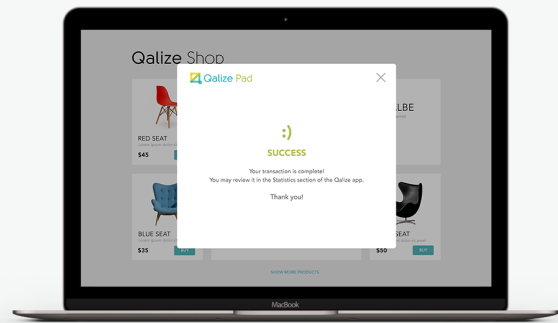 Qalize Shop
Qalize Pad
:)
SUCCESS
Your transaction is complete!
You may review it in the Statistics section of the Qalize app.
Thank you!
RED SEAT
$45
LBE
BLUE SEAT
$35
BUY
SEAT
$50
BUY
SHOW MORE PRODUCTS
MacBook